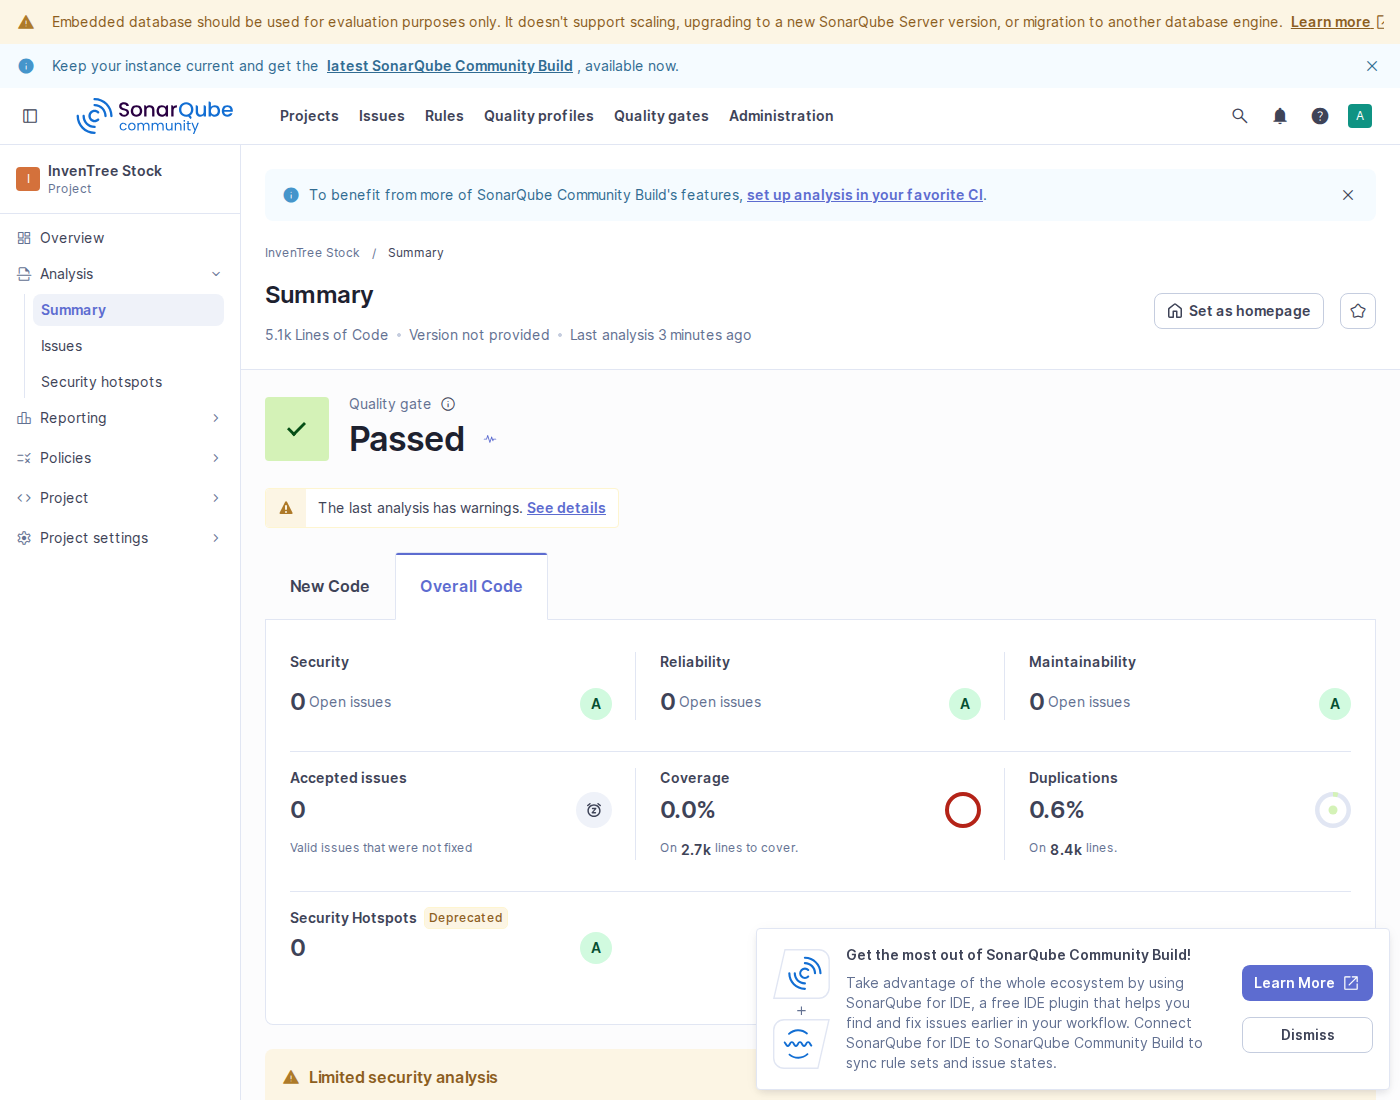 Embedded database should be used for evaluation purposes only. It doesn't support scaling, upgrading to a new SonarQube Server version, or migration to another database engine. Learn more
Keep your instance current and get the latest SonarQube Community Build , available now.
SonarQube
community
Projects Issues Rules Quality profiles Quality gates Administration
A
I
InvenTree Stock
Project
Overview
Analysis
Summary
Issues
Security hotspots
Reporting
Policies
Project
Project settings
To benefit from more of SonarQube Community Build's features, set up analysis in your favorite CI.
InvenTree Stock / Summary
Summary
Set as homepage
5.1k Lines of Code • Version not provided • Last analysis 3 minutes ago
Quality gate
Passed
The last analysis has warnings. See details
New Code Overall Code
Security Reliability Maintainability
0 Open issues A 0 Open issues A 0 Open issues A
Accepted issues Coverage Duplications
0 0.0% 0.6%
Valid issues that were not fixed On 2.7k lines to cover. On 8.4k lines.
Security Hotspots Deprecated
0 A
Get the most out of SonarQube Community Build!
Take advantage of the whole ecosystem by using
SonarQube for IDE, a free IDE plugin that helps you
find and fix issues earlier in your workflow. Connect
SonarQube for IDE to SonarQube Community Build to
sync rule sets and issue states.
+
Learn More
Dismiss
Limited security analysis